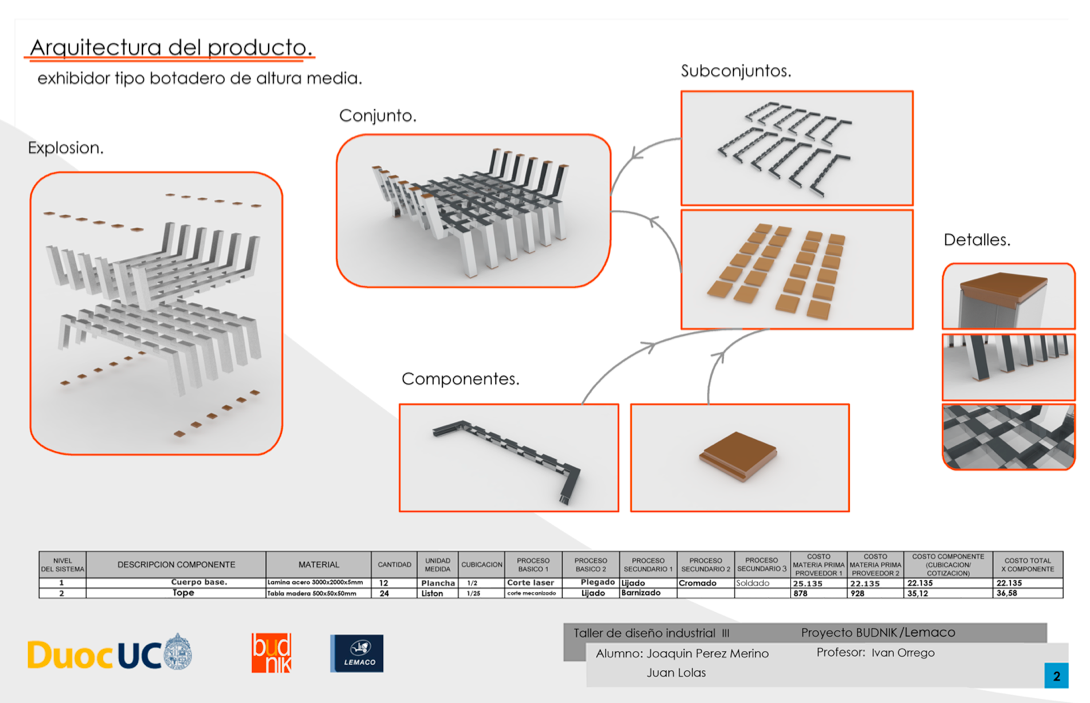 Arquitectura del producto.
exhibidor tipo botadero de altura media.
Subconjuntos.
Conjunto.
Explosion.
Detalles.
Componentes.
NIVEL DEL SISTEMA DESCRIPCION COMPONENTE MATERIAL CANTIDAD UNIDAD MEDIDA CUBICACION PROCESO BASICO 1 PROCESO BASICO 2 PROCESO SECUNDARIO 1 PROCESO SECUNDARIO 2 PROCESO SECUNDARIO 3 COSTO MATERIA PRIMA PROVEEDOR 1 COSTO MATERIA PRIMA PROVEEDOR 2 COSTO COMPONENTE (CUBICACION/ COTIZACION) COSTO TOTAL X COMPONENTE
1 Cuerpo base. Lamina acero 3000x2000x5mm 12 Plancha 1/2 Corte laser Plegado Lijado Cromado Soldado 25.135 22.135 22.135 22.135
2 Tope Tabla madera 500x50x50mm 24 Liston 1/25 corte mecanizado Lijado Barnizado 878 928 35,12 36,58
Taller de diseño industrial III Proyecto BUDNIK/Lemaco
Alumno: Joaquin Perez Merino Profesor: Ivan Orrego
Juan Lolas
DuocUC
bud
nik
LEMACO
2